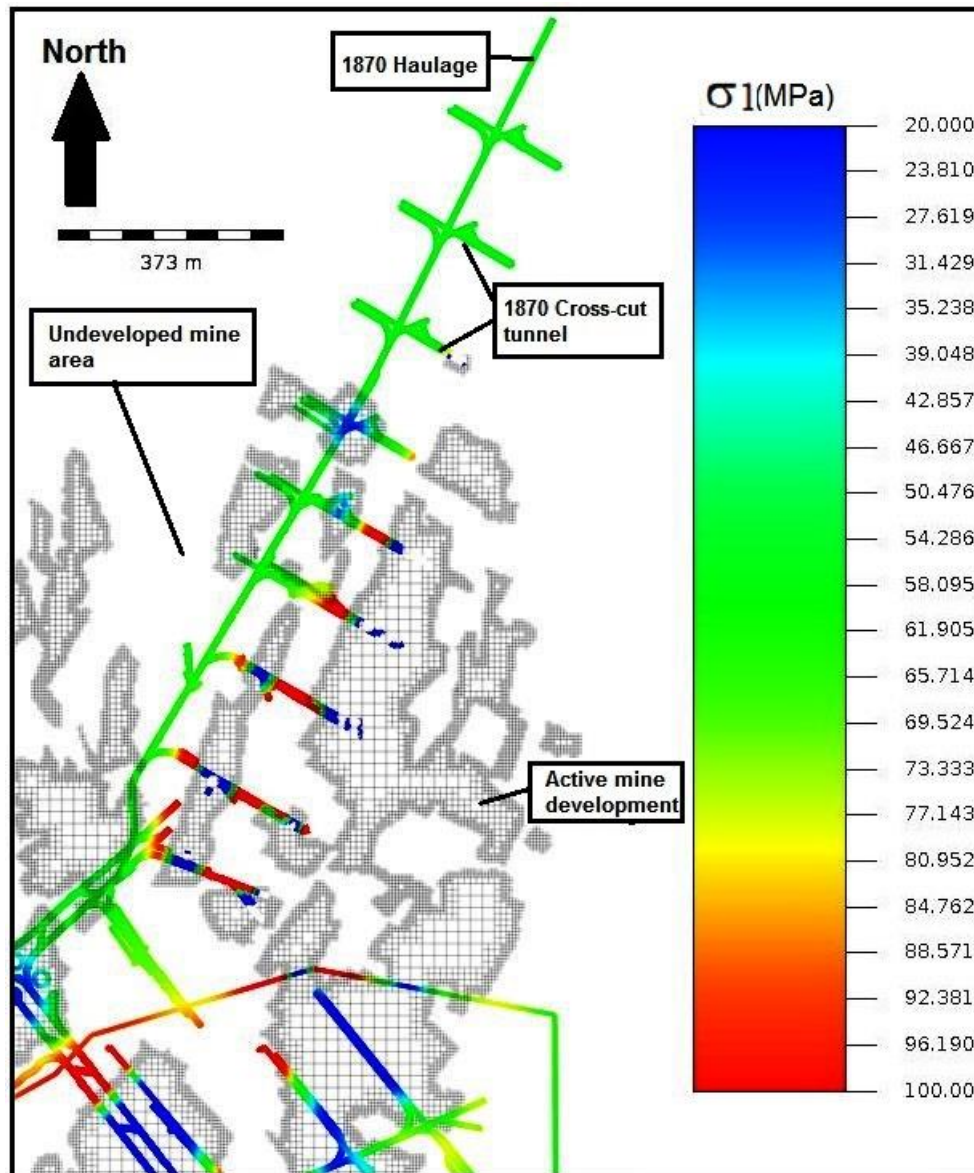 North
1870 Haulage
σ1(MPa)
373 m
Undeveloped mine
area
1870 Cross-cut
tunnel
Active mine
development
20.000
23.810
27.619
31.429
35.238
39.048
42.857
46.667
50.476
54.286
58.095
61.905
65.714
69.524
73.333
77.143
80.952
84.762
88.571
92.381
96.190
100.00